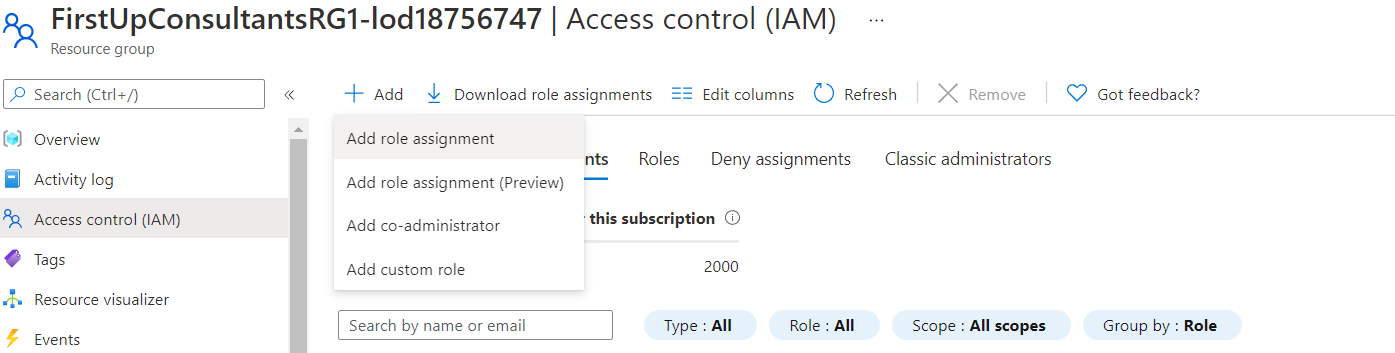 FirstUpConsultantsRG1-lod18756747 | Access control (IAM) ...
Resource group
Search (Ctrl+/) «
Add Download role assignments Edit columns Refresh Remove Got feedback?
Overview
Activity log
Access control (IAM)
Tags
Resource visualizer
Events
Add role assignment
Add role assignment (Preview)
Add co-administrator
Add custom role
nts Roles Deny assignments Classic administrators
this subscription
2000
Search by name or email Type : All Role : All Scope : All scopes Group by : Role